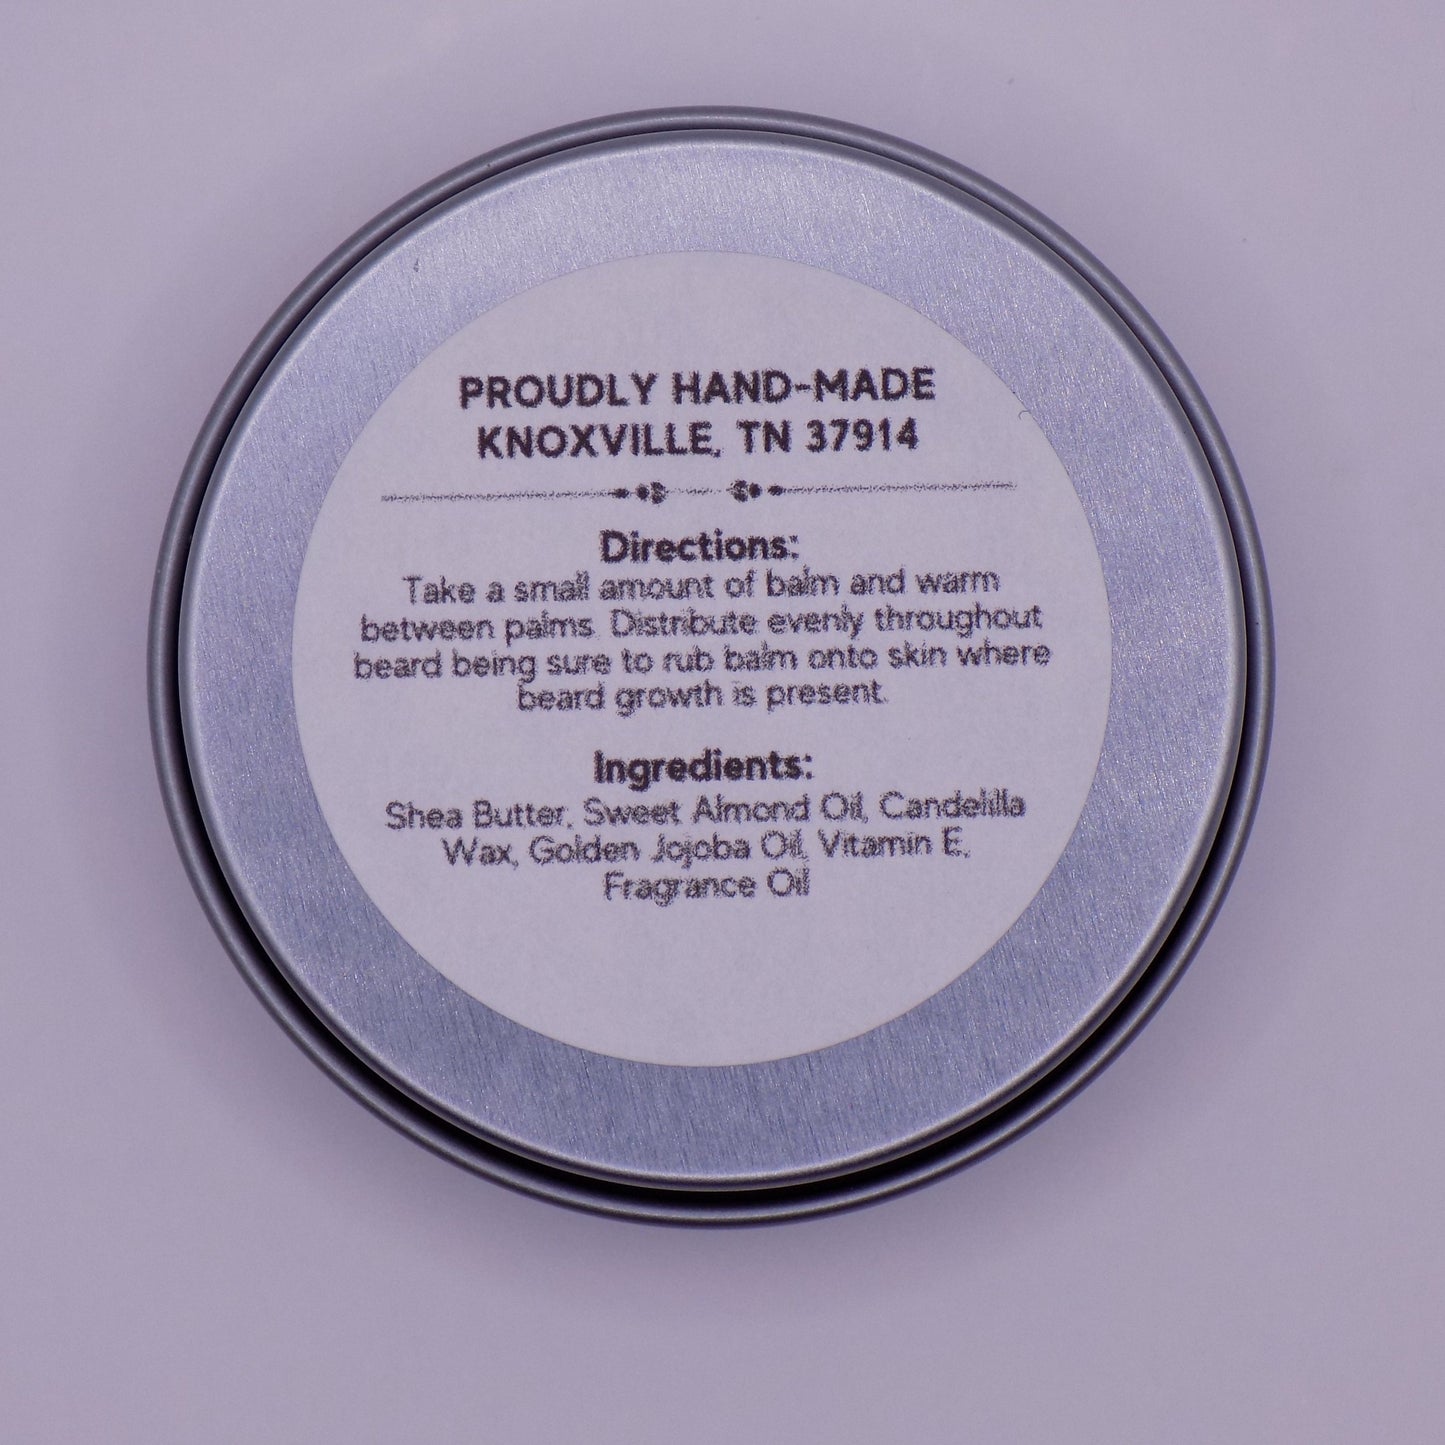 PROUDLY HAND-MADE
KNOXVILLE, TN 37914
Directions:
Take a small amount of balm and warm
between palms. Distribute evenly throughout
beard being sure to rub balm onto skin where
beard growth is present.
Ingredients:
Shea Butter, Sweet Almond Oil, Candelilla
Wax, Golden Jojoba Oil, Vitamin E,
Fragrance Oil